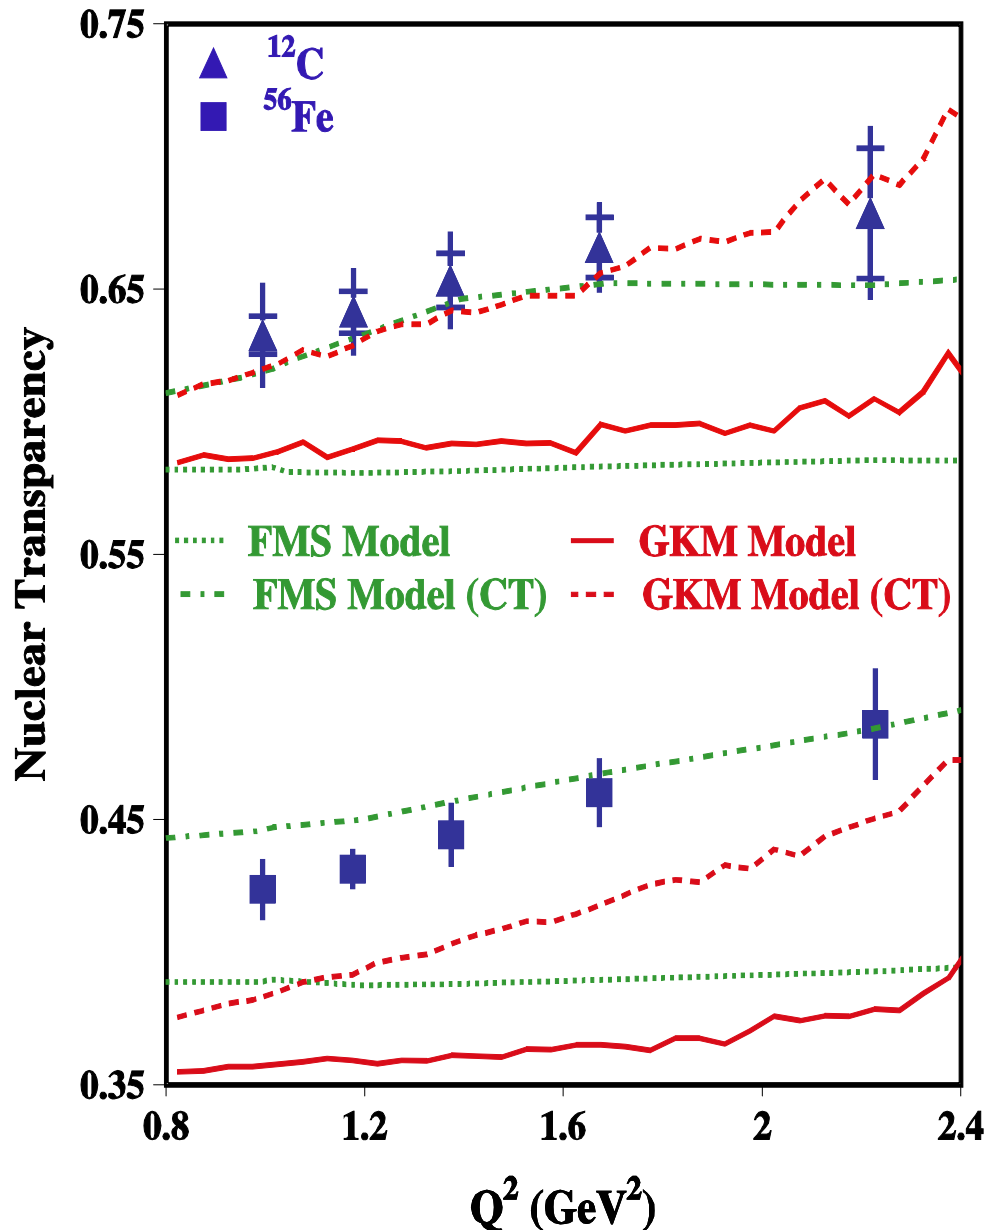 0.75
¹²C
⁵⁶Fe
0.65
0.55
FMS Model
GKM Model
FMS Model (CT)
GKM Model (CT)
0.45
0.35
0.8 1.2 1.6 2 2.4
Q² (GeV²)
Nuclear Transparency